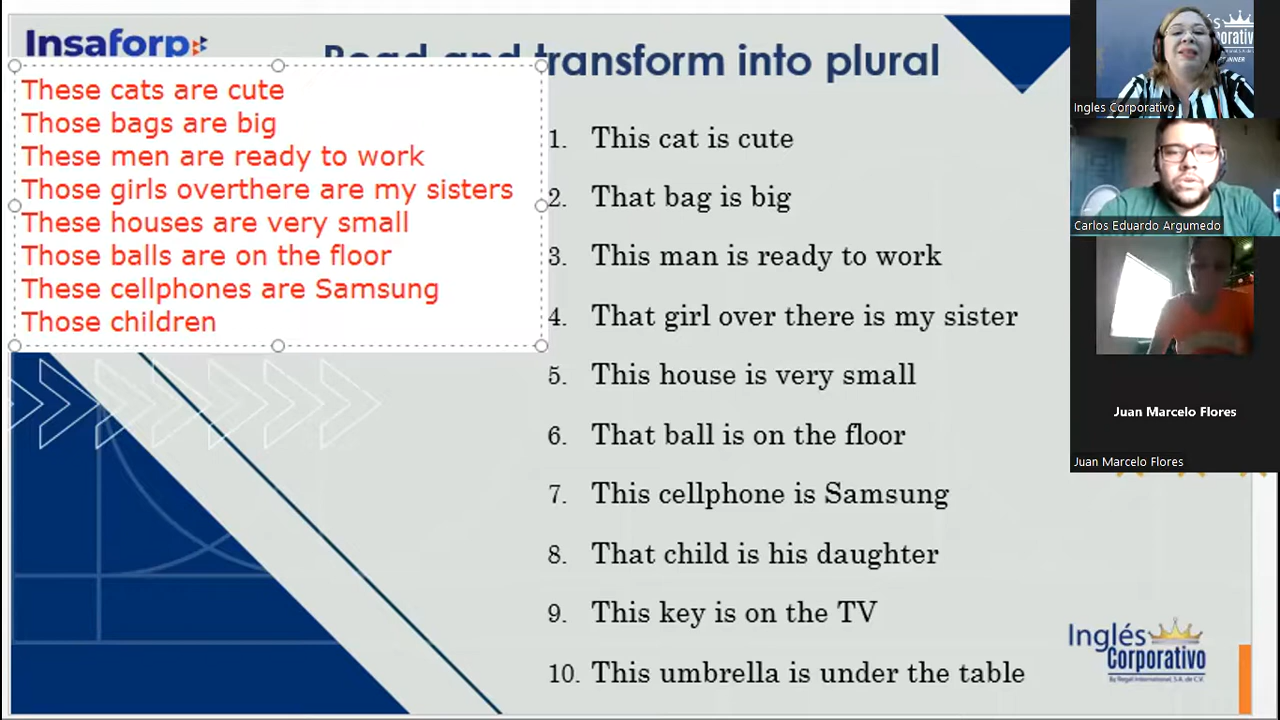 Insaforp
Read and transform into plural
These cats are cute
Those bags are big
These men are ready to work
Those girls overthere are my sisters
These houses are very small
Those balls are on the floor
These cellphones are Samsung
Those children
1. This cat is cute
2. That bag is big
3. This man is ready to work
4. That girl over there is my sister
5. This house is very small
6. That ball is on the floor
7. This cellphone is Samsung
8. That child is his daughter
9. This key is on the TV
10. This umbrella is under the table
Ingles Corporativo
Carlos Eduardo Argumedo
Juan Marcelo Flores
Juan Marcelo Flores
Inglés
Corporativo
By Regal International, S.A. de C.V.